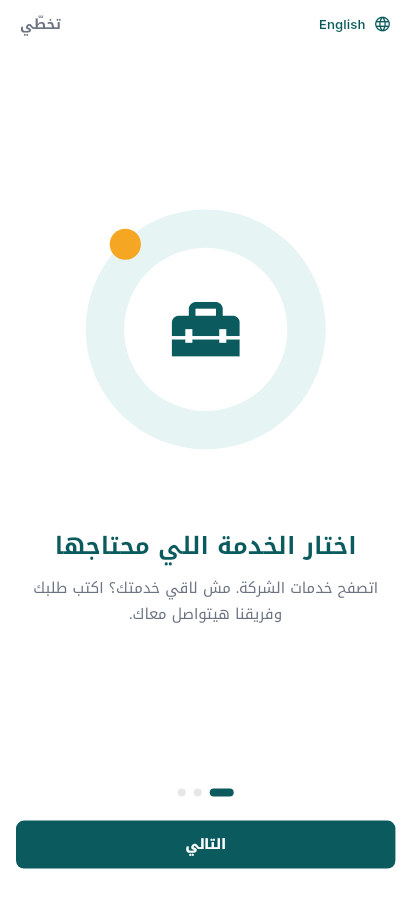 English
تخطّي
اختار الخدمة اللي محتاجها
اتصفح خدمات الشركة. مش لاقي خدمتك؟ اكتب طلبك
وفريقنا هيتواصل معاك.
التالي